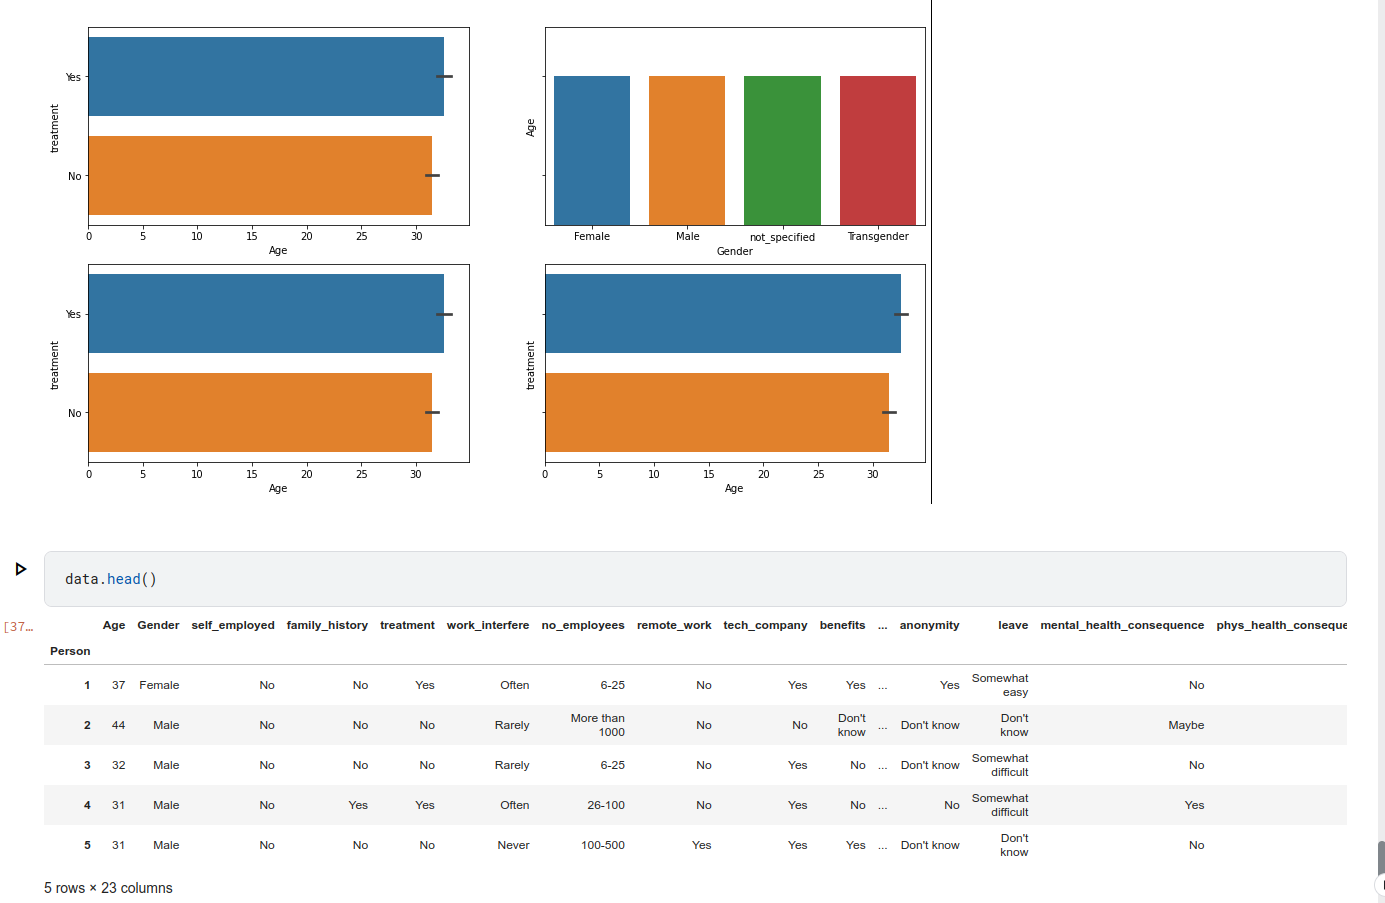 Yes
treatment
No
0 5 10 15 20 25 30
Age
Age
Female Male not_specified Transgender
Gender
Yes
treatment
No
0 5 10 15 20 25 30
Age
treatment
0 5 10 15 20 25 30
Age
data.head()
[37…
Age Gender self_employed family_history treatment work_interfere no_employees remote_work tech_company benefits ... anonymity leave mental_health_consequence phys_health_conseque
Person
1 37 Female No No Yes Often 6-25 No Yes Yes ... Yes Somewhat easy No
2 44 Male No No No Rarely More than 1000 No No Don't know ... Don't know Don't know Maybe
3 32 Male No No No Rarely 6-25 No Yes No ... Don't know Somewhat difficult No
4 31 Male No Yes Yes Often 26-100 No Yes No ... No Somewhat difficult Yes
5 31 Male No No No Never 100-500 Yes Yes Yes ... Don't know Don't know No
5 rows × 23 columns